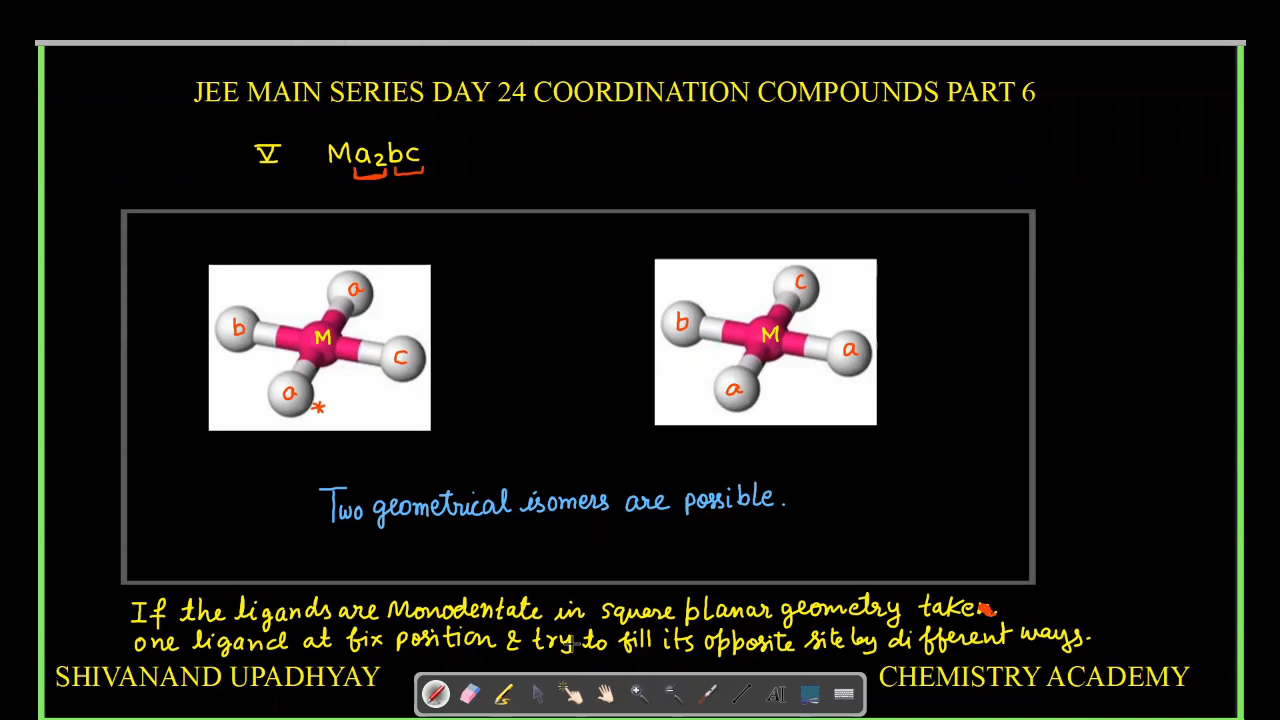 JEE MAIN SERIES DAY 24 COORDINATION COMPOUNDS PART 6
V Ma₂bc
a
b M
c
a *
c
b M
a
a
Two geometrical isomers are possible.
If the ligands are Monodentate in square planar geometry taken
one ligand at fix position & try to fill its opposite site by different ways.
SHIVANAND UPADHYAY
CHEMISTRY ACADEMY
AI